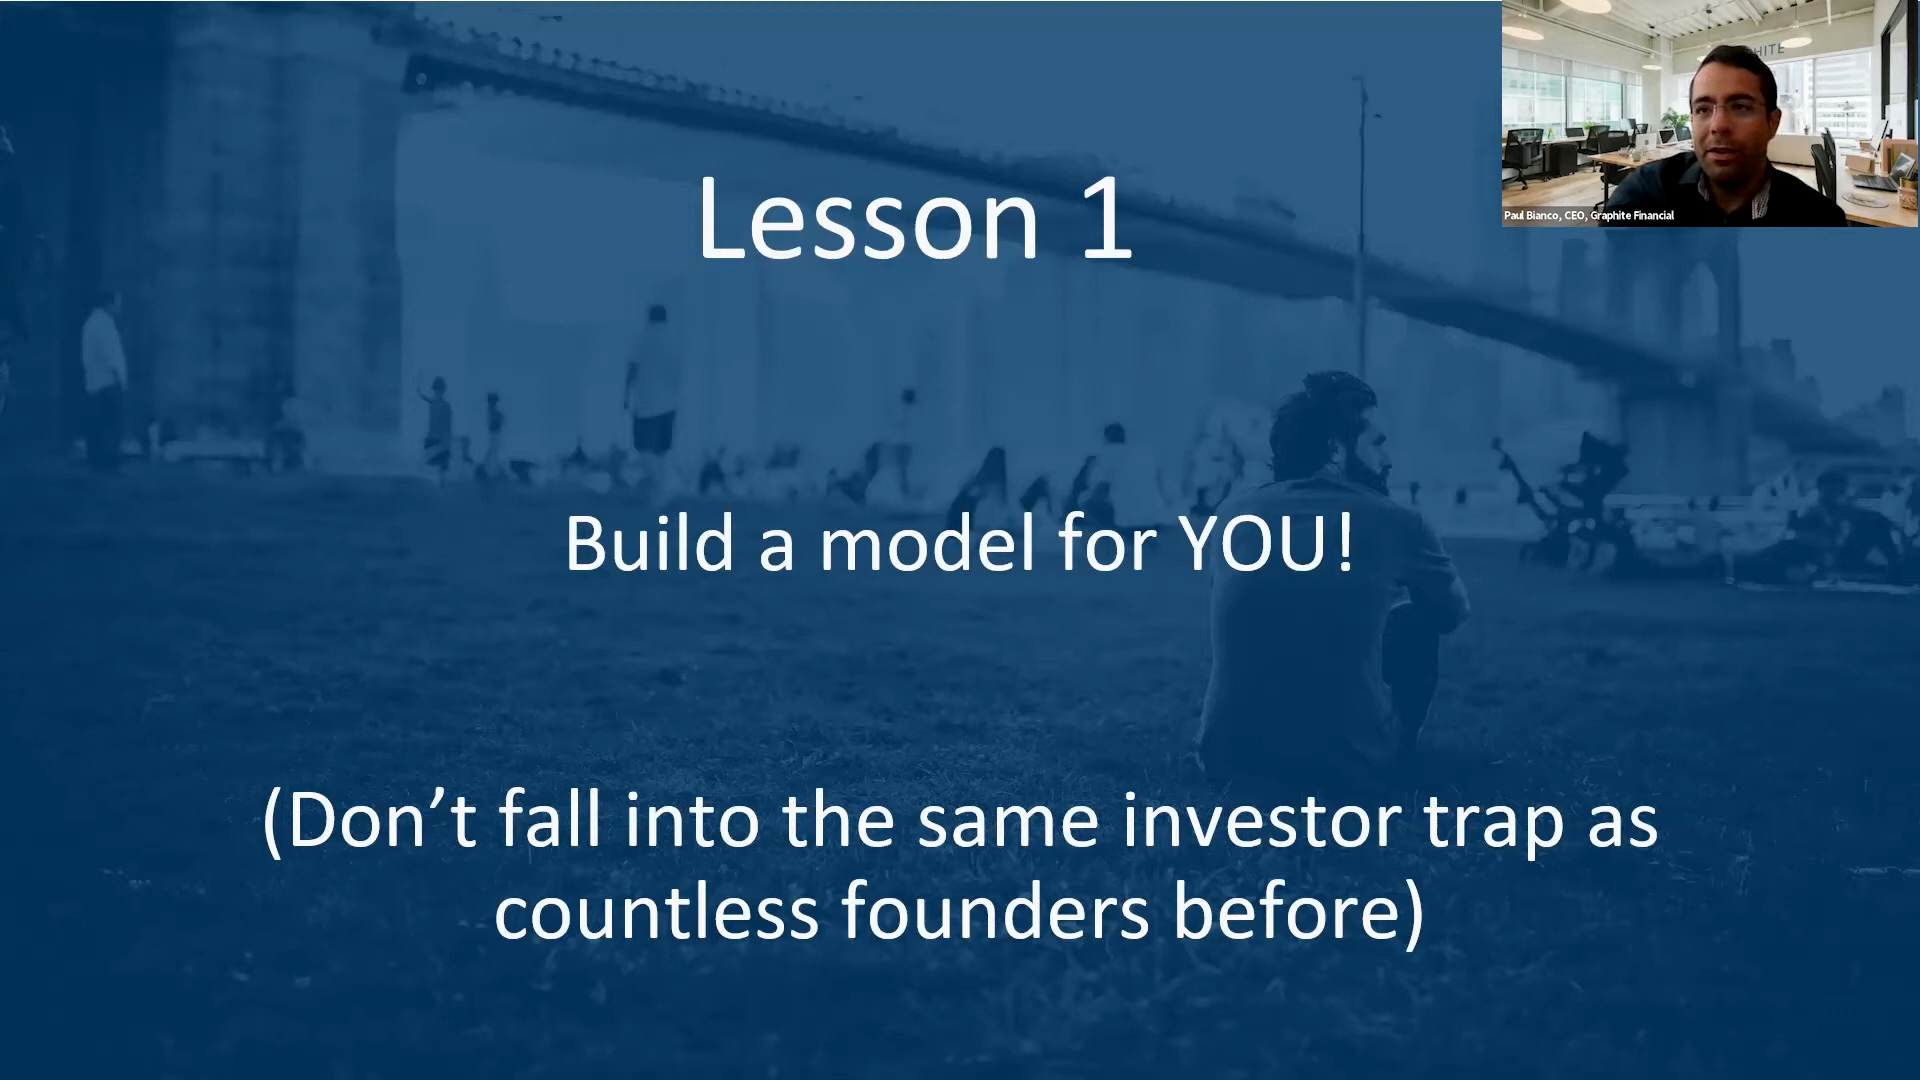 HITE
Paul Bianco, CEO, Graphite Financial
Lesson 1
Build a model for YOU!
(Don’t fall into the same investor trap as
countless founders before)